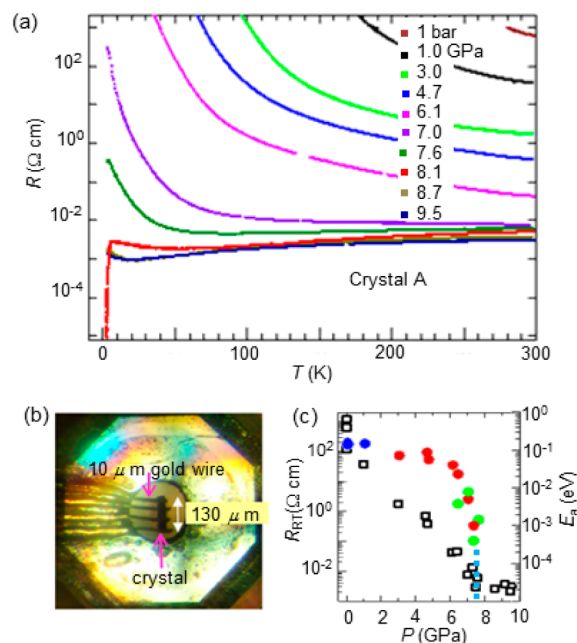 (a)
R (Ω cm)
10²
10⁰
10⁻²
10⁻⁴
1 bar
1.0 GPa
3.0
4.7
6.1
7.0
7.6
8.1
8.7
9.5
Crystal A
0 100 200 300
T (K)
(b)
10 μm gold wire
130 μm
crystal
(c)
R_RT(Ω cm)
10²
10⁰
10⁻²
10⁰
10⁻¹
10⁻²
10⁻³
10⁻⁴
E_a (eV)
0 2 4 6 8 10
P (GPa)